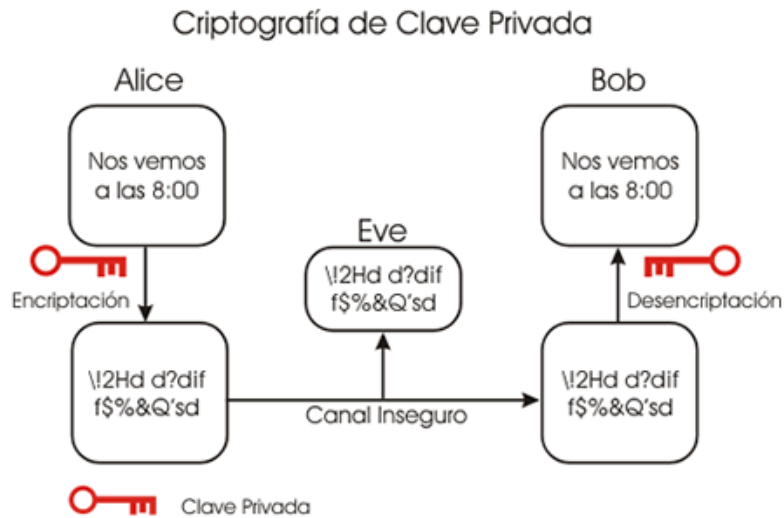 Criptografía de Clave Privada
Alice
Bob
Nos vemos
a las 8:00
Nos vemos
a las 8:00
Eve
\!2Hd d?dif
f$%&Q'sd
Encriptación
Desencriptación
\!2Hd d?dif
f$%&Q'sd
\!2Hd d?dif
f$%&Q'sd
Canal Inseguro
Clave Privada